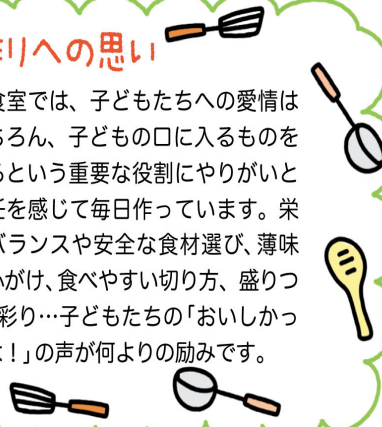 りへの思い
食室では、子どもたちへの愛情は
ちろん、子どもの口に入るものを
るという重要な役割にやりがいと
任を感じて毎日作っています。栄
バランスや安全な食材選び、薄味
がけ、食べやすい切り方、盛りつ
彩り…子どもたちの「おいしかっ
！」の声が何よりの励みです。